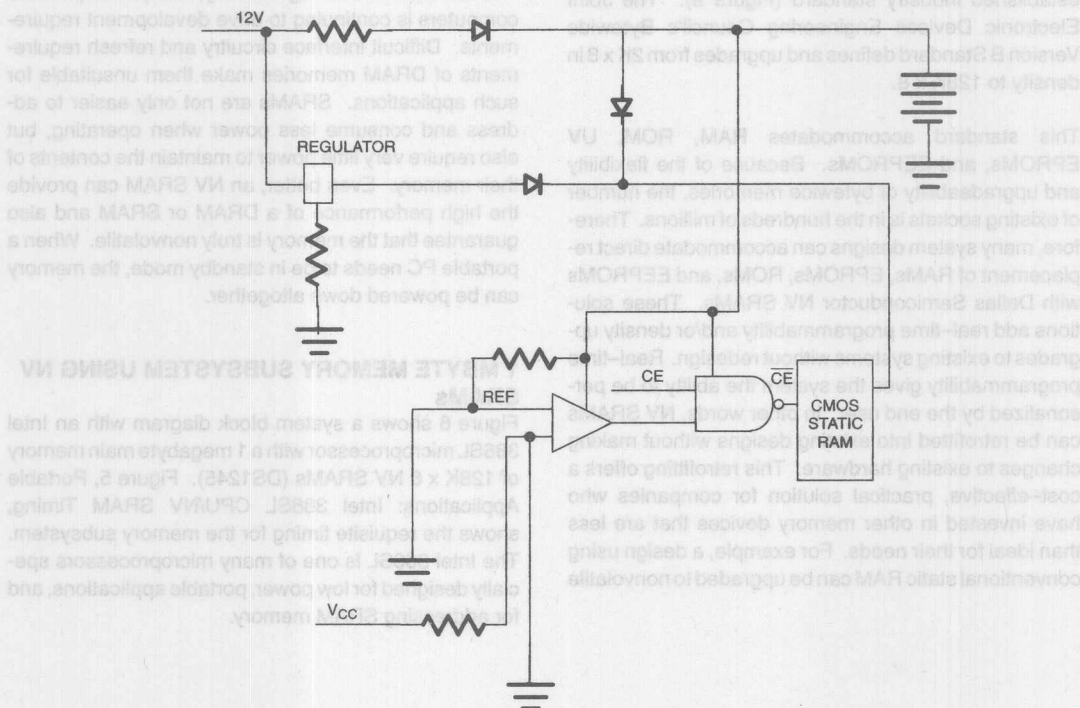 12V
REGULATOR
REF
CE
C̅E̅
CMOS
STATIC
RAM
VCC
established industry standard (Figure 3). The Joint
Electronic Devices Engineering Council's Bytewide
Version B Standard defines and upgrades from 2K x 8 in
density to
This standard accommodates RAM, ROM, UV
EPROMs, and EEPROMs. Because of the flexibility
and upgradeability of bytewide memories, the number
of existing sockets is in the hundreds of millions. There-
fore, many system designs can accommodate direct re-
placement of RAMs, EPROMs, ROMs, and EEPROMs
with Dallas Semiconductor NV SRAMs. These solu-
tions add real-time programmability and/or density up-
grades to existing systems without redesign. Real-time
programmability gives the system the ability to be per-
sonalized by the end user. In other words, NV SRAMs
can be retrofitted into existing designs without making
changes to existing hardware. This retrofitting offers a
cost-effective, practical solution for companies who
have invested in other memory devices that are less
than ideal for their needs. For example, a design using
conventional static RAM can be upgraded to nonvolatile
computers is continuing to drive development require-
ments. Difficult interface circuitry and refresh require-
ments of DRAM memories make them unsuitable for
such applications. SRAMs are not only easier to ad-
dress and consume less power when operating, but
also require very little power to maintain the contents of
their memory. Even better, an NV SRAM can provide
the high performance of a DRAM or SRAM and also
guarantee that the memory is truly nonvolatile. When a
portable PC needs to be in standby mode, the memory
can be powered down altogether.
1 MBYTE MEMORY SUBSYSTEM USING NV
SRAMs
Figure 6 shows a system block diagram with an Intel
386SL microprocessor with a 1 megabyte main memory
of 128K x 8 NV SRAMs (DS1245). Figure 5, Portable
Applications: Intel 386SL CPU/NV SRAM Timing,
shows the requisite timing for the memory subsystem.
The Intel 386SL is one of many microprocessors spe-
cially designed for low power, portable applications, and
for addressing SRAM memory.